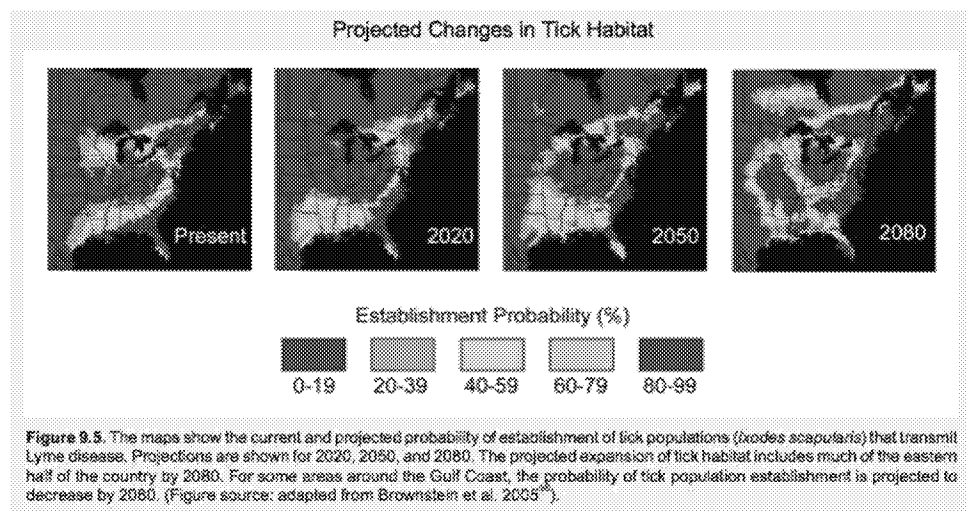 Projected Changes in Tick Habitat
Present
2020
2050
2080
Establishment Probability (%)
0-19
20-39
40-59
60-79
80-99
Figure 9.5. The maps show the current and projected probability of establishment of tick populations (Ixodes scapularis) that transmit
Lyme disease. Projections are shown for 2020, 2050, and 2080. The projected expansion of tick habitat includes much of the eastern
half of the country by 2080. For some areas around the Gulf Coast, the probability of tick population establishment is projected to
decrease by 2080. (Figure source: adapted from Brownstein et al. 2005).